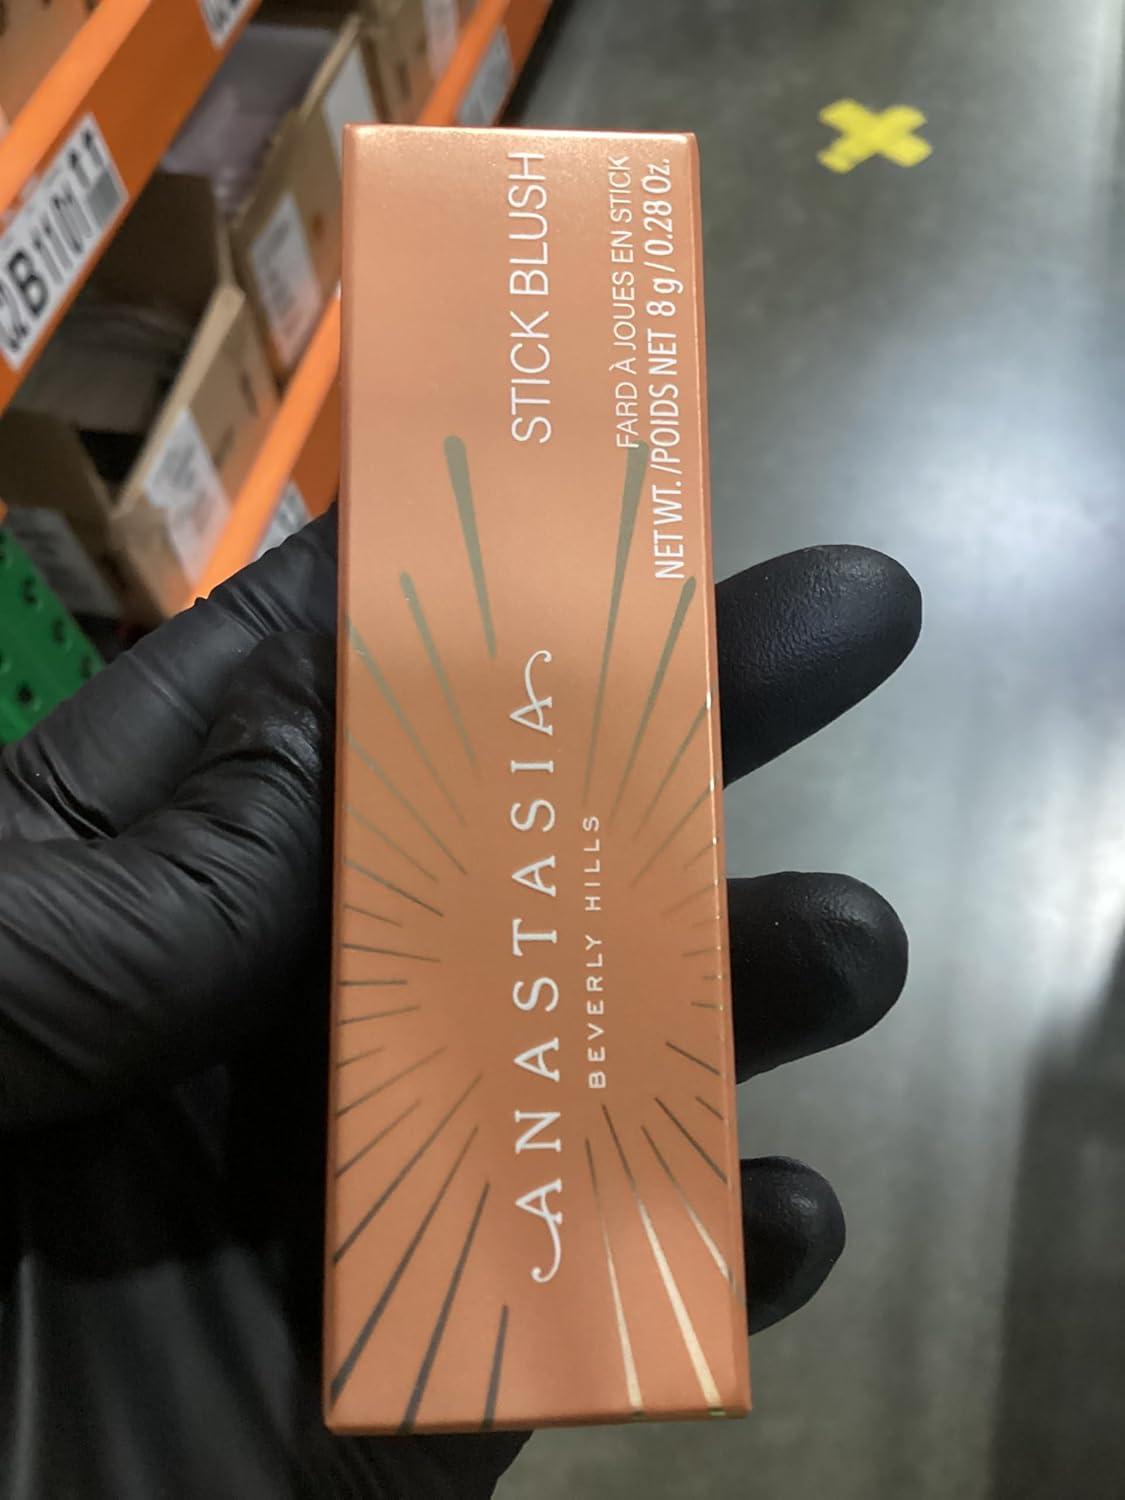 ANASTASIA
BEVERLY HILLS
STICK BLUSH
FARD À JOUES EN STICK
NET WT. /POIDS NET 8 g / 0.28 Oz.